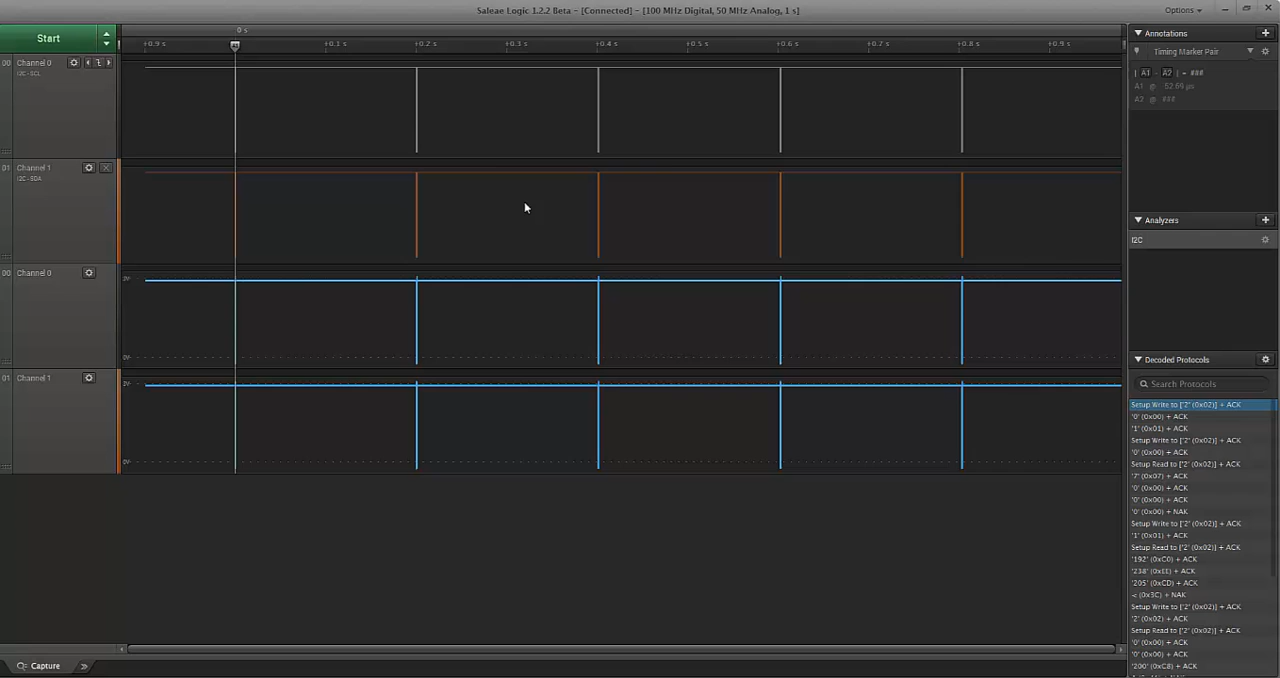 Saleae Logic 1.2.2 Beta - [Connected] - [100 MHz Digital, 50 MHz Analog, 1 s]
Options
Start
0 s
+0.9 s +0.1 s +0.2 s +0.3 s +0.4 s +0.5 s +0.6 s +0.7 s +0.8 s +0.9 s
00 Channel 0
I2C - SCL
01 Channel 1
I2C - SDA
00 Channel 0
0V
01 Channel 1
0V
Capture
Annotations
Timing Marker Pair
| A1 - A2 | = ###
A1 @ 52.69 µs
A2 @ ###
Analyzers
I2C
Decoded Protocols
Search Protocols
Setup Write to ['2' (0x02)] + ACK
'0' (0x00) + ACK
'1' (0x01) + ACK
Setup Write to ['2' (0x02)] + ACK
'0' (0x00) + ACK
Setup Read to ['2' (0x02)] + ACK
'7' (0x07) + ACK
'0' (0x00) + ACK
'0' (0x00) + ACK
'0' (0x00) + NAK
Setup Write to ['2' (0x02)] + ACK
'1' (0x01) + ACK
Setup Read to ['2' (0x02)] + ACK
'192' (0xC0) + ACK
'238' (0xEE) + ACK
'205' (0xCD) + ACK
< (0x3C) + NAK
Setup Write to ['2' (0x02)] + ACK
'2' (0x02) + ACK
Setup Read to ['2' (0x02)] + ACK
'0' (0x00) + ACK
'0' (0x00) + ACK
'200' (0xC8) + ACK